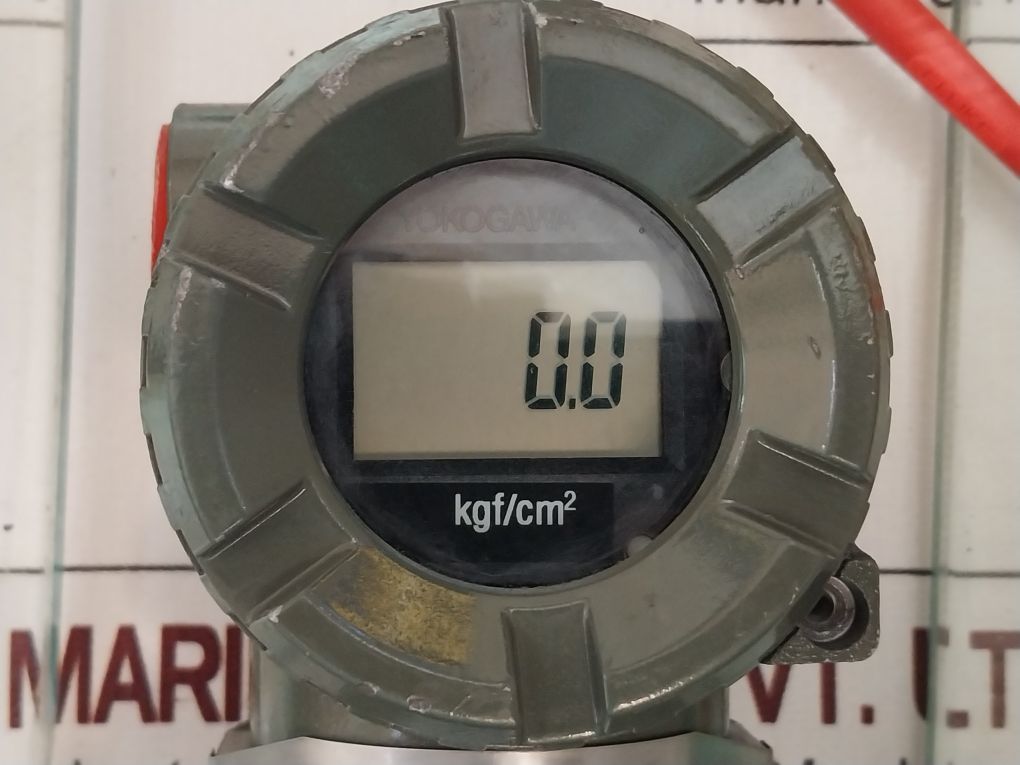 YOKOGAWA
0.0
kgf/cm²
MARI VT. LT